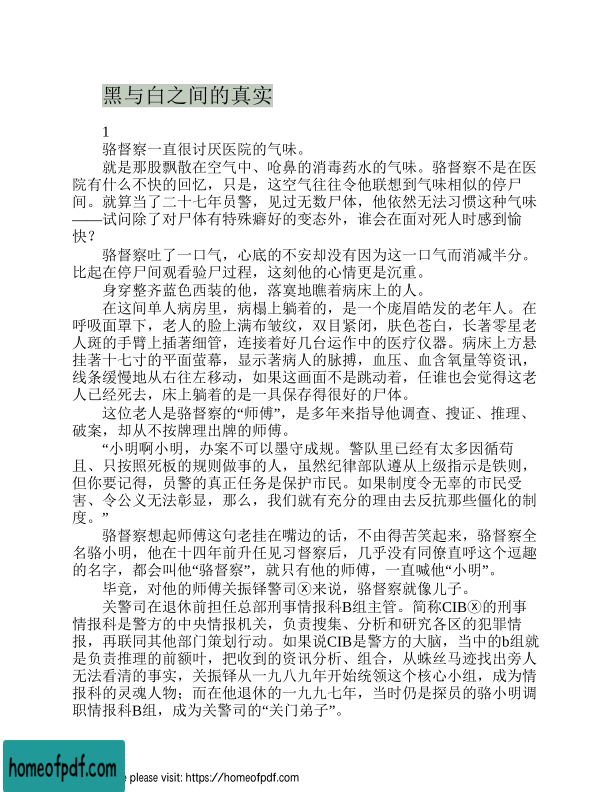 黑与白之间的真实
1
骆督察一直很讨厌医院的气味。
就是那股飘散在空气中、呛鼻的消毒药水的气味。骆督察不是在医
院有什么不快的回忆，只是，这空气往往令他联想到气味相似的停尸
间。就算当了二十七年员警，见过无数尸体，他依然无法习惯这种气味
——试问除了对尸体有特殊癖好的变态外，谁会在面对死人时感到愉
快？
骆督察吐了一口气，心底的不安却没有因为这一口气而消减半分。
比起在停尸间观看验尸过程，这刻他的心情更是沉重。
身穿整齐蓝色西装的他，落寞地瞧着病床上的人。
在这间单人病房里，病榻上躺着的，是一个庞眉皓发的老年人。在
呼吸面罩下，老人的脸上满布皱纹，双目紧闭，肤色苍白，长著零星老
人斑的手臂上插著细管，连接着好几台运作中的医疗仪器。病床上方悬
挂著十七寸的平面萤幕，显示著病人的脉搏，血压、血含氧量等资讯，
线条缓慢地从右往左移动，如果这画面不是跳动着，任谁也会觉得这老
人已经死去，床上躺着的是一具保存得很好的尸体。
这位老人是骆督察的“师傅”，是多年来指导他调查、搜证、推理、
破案，却从不按牌理出牌的师傅。
“小明啊小明，办案不可以墨守成规。警队里已经有太多因循苟
且、只按照死板的规则做事的人，虽然纪律部队遵从上级指示是铁则，
但你要记得，员警的真正任务是保护市民。如果制度令无辜的市民受
害、令公义无法彰显，那么，我们就有充分的理由去反抗那些僵化的制
度。”
骆督察想起师傅这句老挂在嘴边的话，不由得苦笑起来，骆督察全
名骆小明，他在十四年前升任见习督察后，几乎没有同僚直呼这个逗趣
的名字，都会叫他“骆督察”，就只有他的师傅，一直喊他“小明”。
毕竟，对他的师傅关振铎警司ⓧ来说，骆督察就像儿子。
关警司在退休前担任总部刑事情报科B组主管。简称CIBⓧ的刑事
情报科是警方的中央情报机关，负责搜集、分析和研究各区的犯罪情
报，再联同其他部门策划行动。如果说CIB是警方的大脑，当中的b组就
是负责推理的前额叶，把收到的资讯分析、组合，从蛛丝马迹找出旁人
无法看清的事实，关振铎从一九八九年开始统领这个核心小组，成为情
报科的灵魂人物；而在他退休的一九九七年，当时仍是探员的骆小明调
职情报科B组，成为关警司的“关门弟子”。
homeofpdf.com
e please visit: https://homeofpdf.com